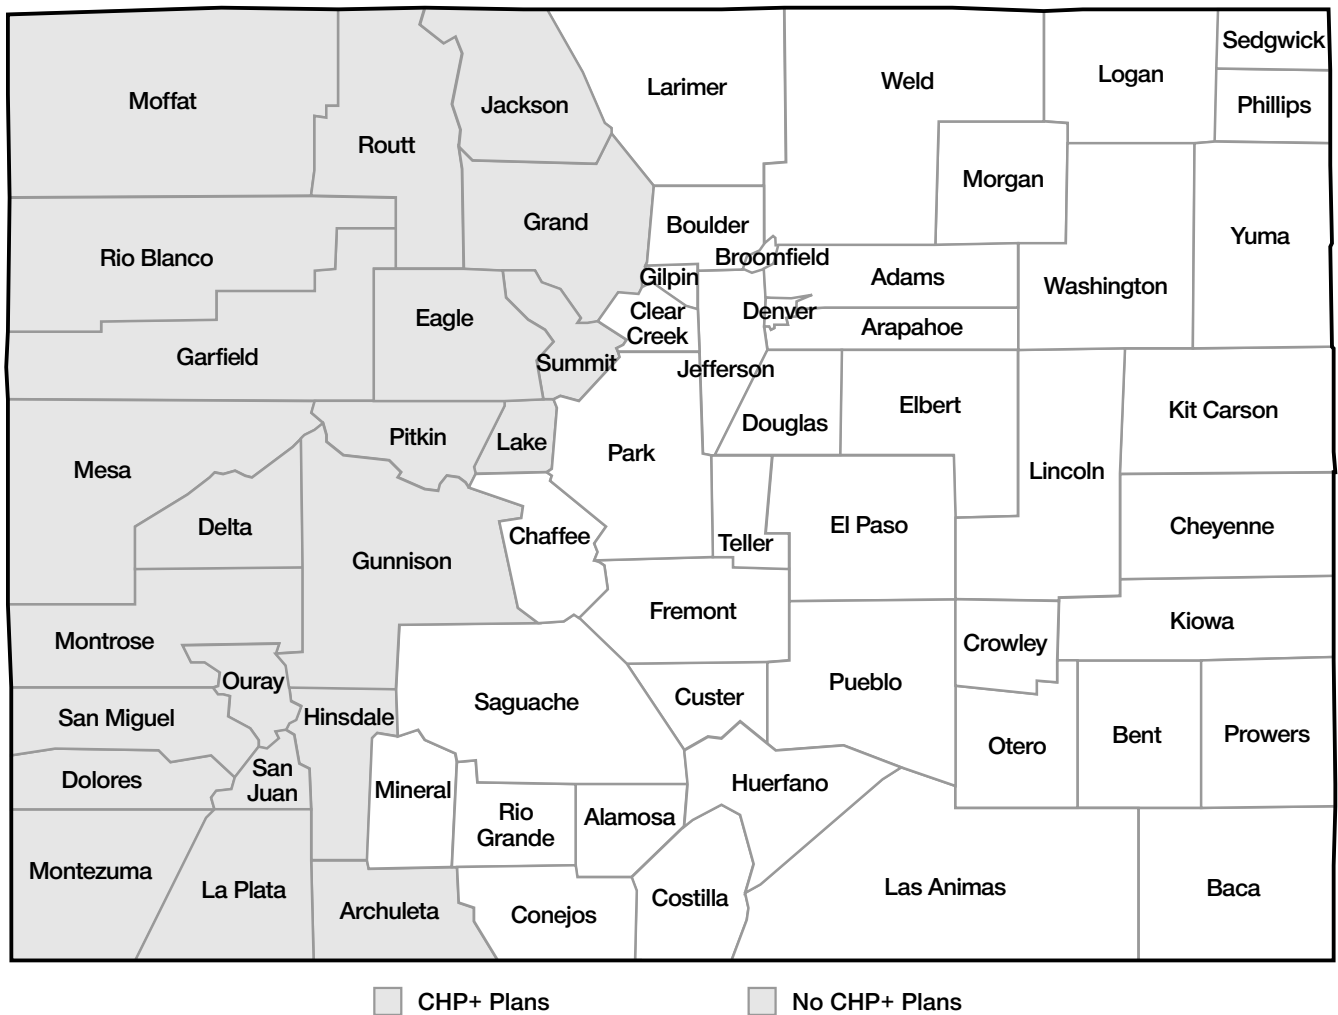 Sedgwick
Larimer
Weld
Logan
Moffat
Jackson
Phillips
Routt
Morgan
Grand
Boulder
Yuma
Rio Blanco
Broomfield
Gilpin
Adams
Washington
Eagle
Clear
Creek
Denver
Arapahoe
Garfield
Summit
Jefferson
Elbert
Kit Carson
Douglas
Pitkin
Lake
Park
Mesa
Lincoln
Delta
El Paso
Cheyenne
Chaffee
Teller
Gunnison
Fremont
Kiowa
Montrose
Crowley
Ouray
Pueblo
Saguache
Custer
San Miguel
Hinsdale
Prowers
Bent
Otero
Dolores
San
Juan
Huerfano
Mineral
Rio
Grande
Alamosa
Montezuma
La Plata
Las Animas
Baca
Costilla
Archuleta
Conejos
CHP+ Plans
No CHP+ Plans